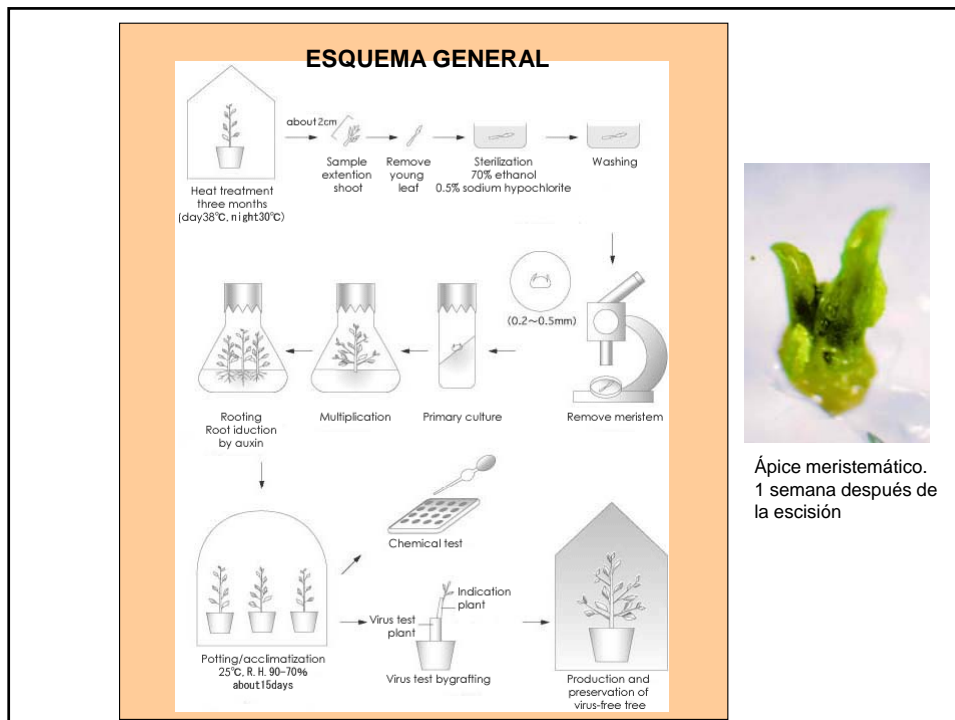 ESQUEMA GENERAL
about 2cm
Sample
extention
shoot
Remove
young
leaf
Sterilization
70% ethanol
0.5% sodium hypochlorite
Washing
Heat treatment
three months
(day38℃, night30℃)
(0.2～0.5mm)
Rooting
Root iduction
by auxin
Multiplication
Primary culture
Remove meristem
Ápice meristemático.
1 semana después de
la escisión
Chemical test
Indication
plant
Virus test
plant
Potting/acclimatization
25℃, R.H. 90-70%
about15days
Virus test bygrafting
Production and
preservation of
virus-free tree